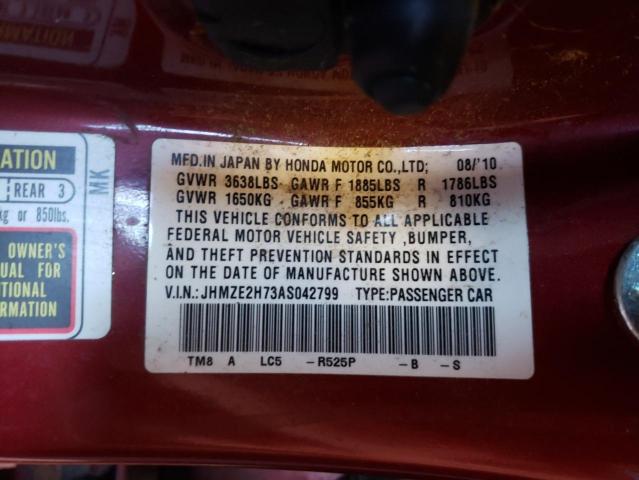 ATION
REAR 3
kg or 850lbs.
OWNER'S
UAL FOR
TIONAL
MATION
MK
MFD.IN JAPAN BY HONDA MOTOR CO.,LTD; 08/'10
GVWR 3638LBS GAWR F 1885LBS R 1786LBS
GVWR 1650KG GAWR F 855KG R 810KG
THIS VEHICLE CONFORMS TO ALL APPLICABLE
FEDERAL MOTOR VEHICLE SAFETY ,BUMPER,
AND THEFT PREVENTION STANDARDS IN EFFECT
ON THE DATE OF MANUFACTURE SHOWN ABOVE.
V.I.N.: JHMZE2H73AS042799 TYPE:PASSENGER CAR
TM8 A LC5 -R525P -B -S